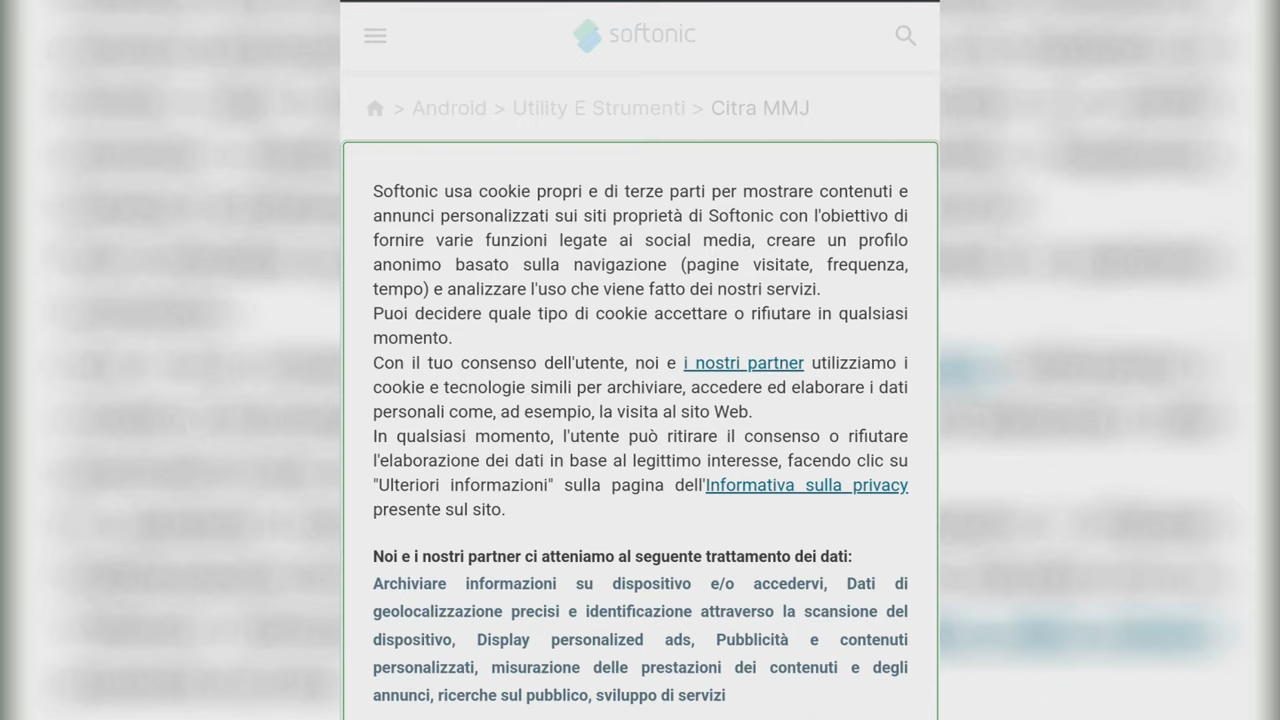 softonic
> Android > Utility E Strumenti > Citra MMJ
Softonic usa cookie propri e di terze parti per mostrare contenuti e
annunci personalizzati sui siti proprietà di Softonic con l'obiettivo di
fornire varie funzioni legate ai social media, creare un profilo
anonimo basato sulla navigazione (pagine visitate, frequenza,
tempo) e analizzare l'uso che viene fatto dei nostri servizi.
Puoi decidere quale tipo di cookie accettare o rifiutare in qualsiasi
momento.
Con il tuo consenso dell'utente, noi e i nostri partner utilizziamo i
cookie e tecnologie simili per archiviare, accedere ed elaborare i dati
personali come, ad esempio, la visita al sito Web.
In qualsiasi momento, l'utente può ritirare il consenso o rifiutare
l'elaborazione dei dati in base al legittimo interesse, facendo clic su
"Ulteriori informazioni" sulla pagina dell'Informativa sulla privacy
presente sul sito.
Noi e i nostri partner ci atteniamo al seguente trattamento dei dati:
Archiviare informazioni su dispositivo e/o accedervi, Dati di
geolocalizzazione precisi e identificazione attraverso la scansione del
dispositivo, Display personalized ads, Pubblicità e contenuti
personalizzati, misurazione delle prestazioni dei contenuti e degli
annunci, ricerche sul pubblico, sviluppo di servizi